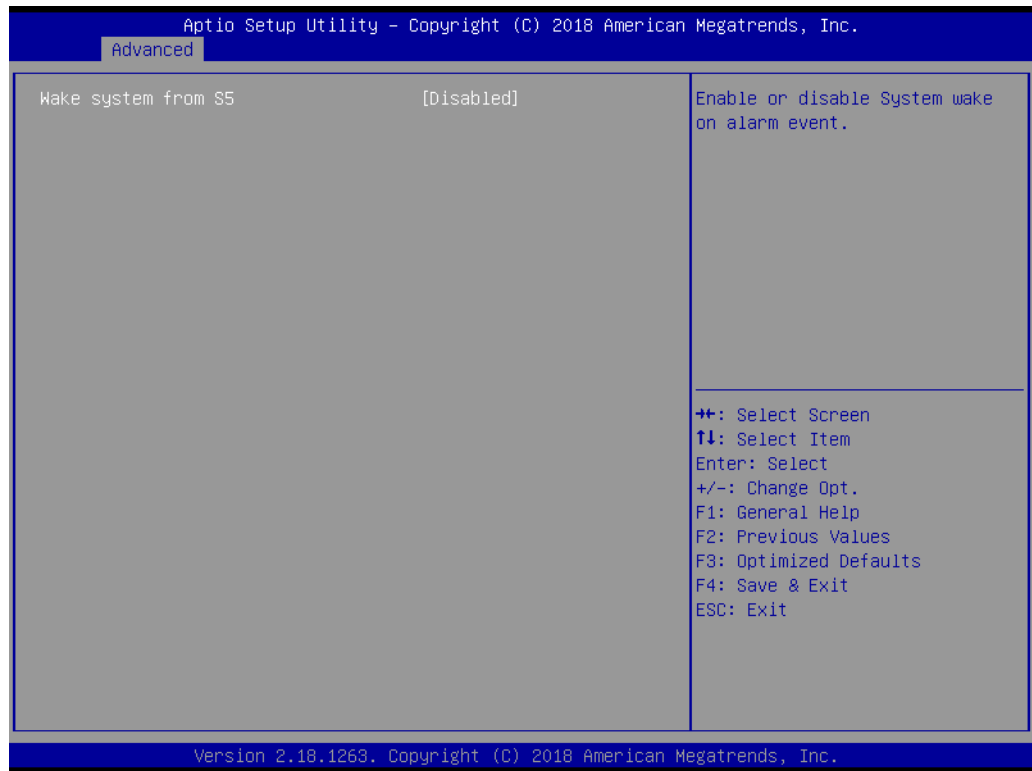 Aptio Setup Utility – Copyright (C) 2018 American Megatrends, Inc.
Advanced
Wake system from S5 [Disabled]
Enable or disable System wake
on alarm event.
→←: Select Screen
↑↓: Select Item
Enter: Select
+/-: Change Opt.
F1: General Help
F2: Previous Values
F3: Optimized Defaults
F4: Save & Exit
ESC: Exit
Version 2.18.1263. Copyright (C) 2018 American Megatrends, Inc.